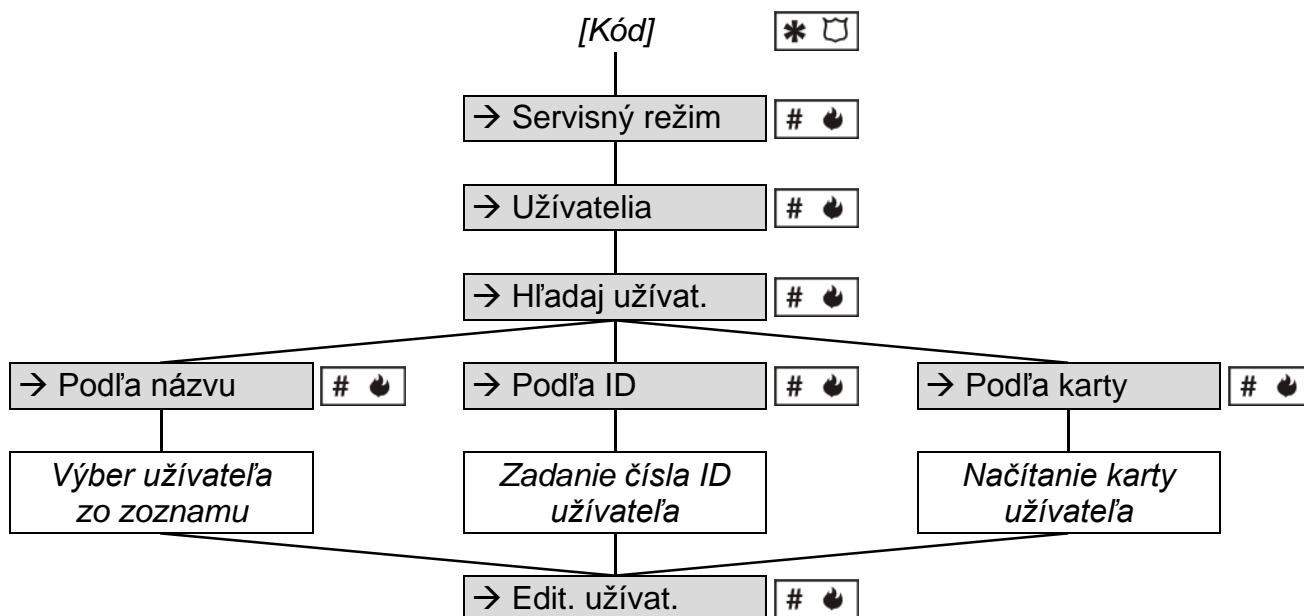 [Kód] *
→ Servisný režim #
→ Užívatelia #
→ Hľadaj užívat. #
→ Podľa názvu #
→ Podľa ID #
→ Podľa karty #
Výber užívateľa
zo zoznamu
Zadanie čísla ID
užívateľa
Načítanie karty
užívateľa
→ Edit. užívat. #